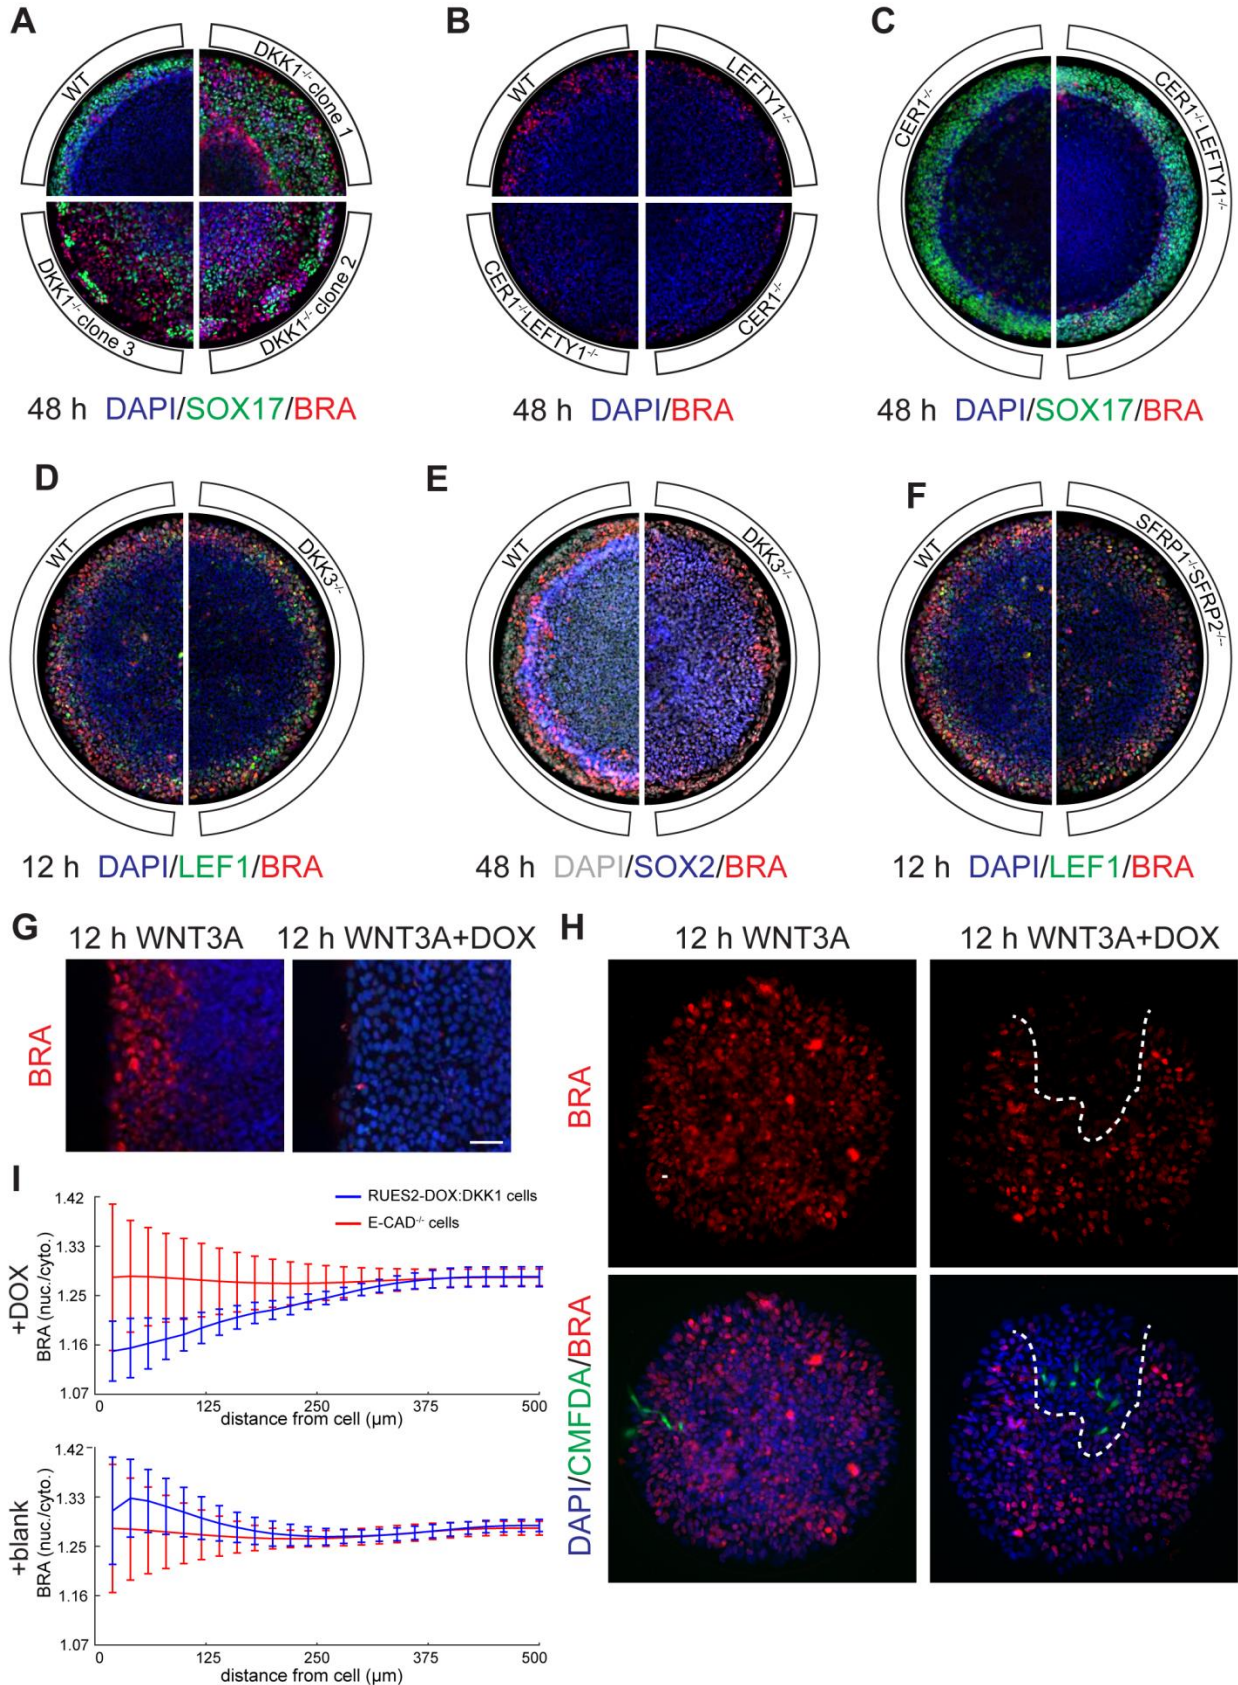 A
WT
DKK1-/- clone 1
DKK1-/- clone 3
DKK1-/- clone 2
48 h DAPI/SOX17/BRA
B
WT
LEFTY1-/-
CER1-/-LEFTY1-/-
CER1-/-
48 h DAPI/BRA
C
CER1-/-
CER1-/-LEFTY1-/-
48 h DAPI/SOX17/BRA
D
WT
DKK3-/-
12 h DAPI/LEF1/BRA
E
WT
DKK3-/-
48 h DAPI/SOX2/BRA
F
WT
SFRP1-/-SFRP2-/--
12 h DAPI/LEF1/BRA
G
12 h WNT3A
12 h WNT3A+DOX
BRA
H
12 h WNT3A
12 h WNT3A+DOX
BRA
DAPI/CMFDA/BRA
I
+DOX
BRA (nuc./cyto.)
1.42
1.33
1.25
1.16
1.07
RUES2-DOX:DKK1 cells
E-CAD-/- cells
0
125
250
375
500
distance from cell (µm)
+blank
BRA (nuc./cyto.)
1.42
1.33
1.25
1.16
1.07
0
125
250
375
500
distance from cell (µm)